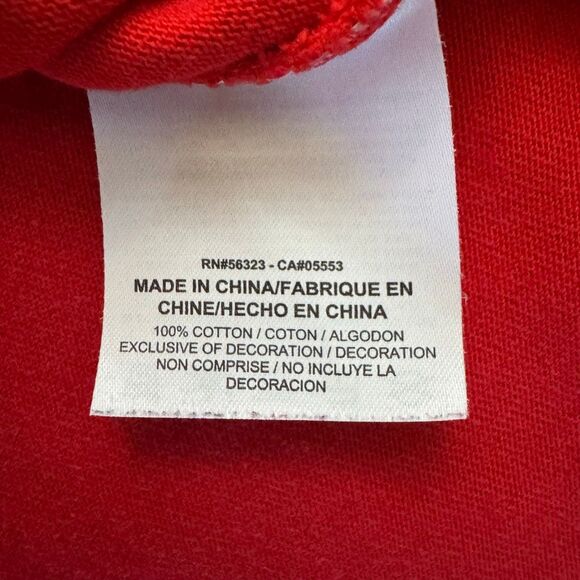 RN#56323 - CA#05553
MADE IN CHINA/FABRIQUE EN
CHINE/HECHO EN CHINA
100% COTTON / COTON / ALGODON
EXCLUSIVE OF DECORATION / DECORATION
NON COMPRISE / NO INCLUYE LA
DECORACION